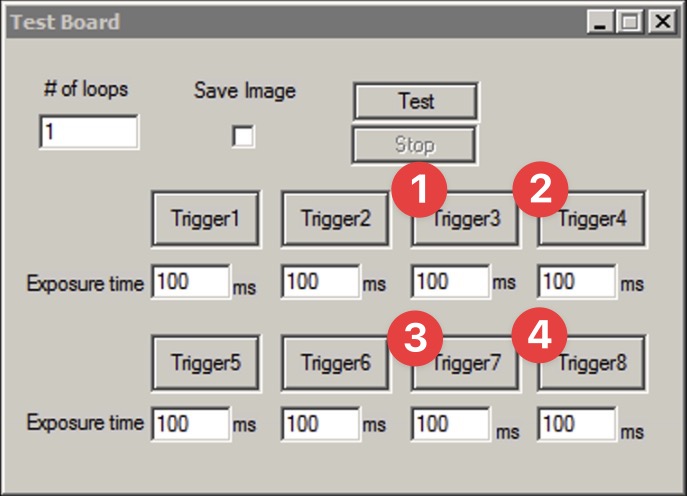 Test Board
# of loops Save Image Test
1
Stop
1 2
Trigger1 Trigger2 Trigger3 Trigger4
Exposure time 100 ms 100 ms 100 ms 100 ms
3 4
Trigger5 Trigger6 Trigger7 Trigger8
Exposure time 100 ms 100 ms 100 ms 100 ms